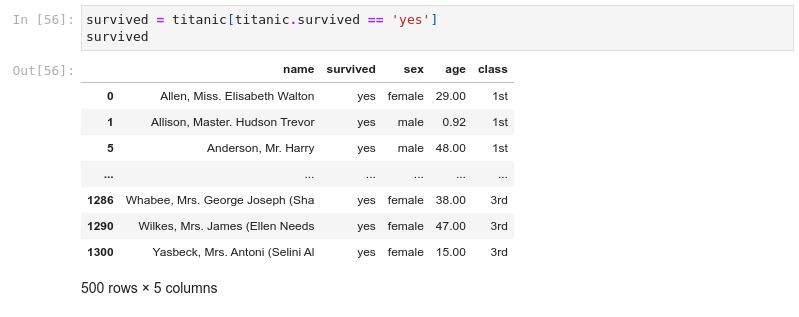 In [56]: survived = titanic[titanic.survived == 'yes']
survived
Out[56]: name survived sex age class
0 Allen, Miss. Elisabeth Walton yes female 29.00 1st
1 Allison, Master. Hudson Trevor yes male 0.92 1st
5 Anderson, Mr. Harry yes male 48.00 1st
... ... ... ... ... ...
1286 Whabee, Mrs. George Joseph (Sha yes female 38.00 3rd
1290 Wilkes, Mrs. James (Ellen Needs yes female 47.00 3rd
1300 Yasbeck, Mrs. Antoni (Selini Al yes female 15.00 3rd
500 rows × 5 columns